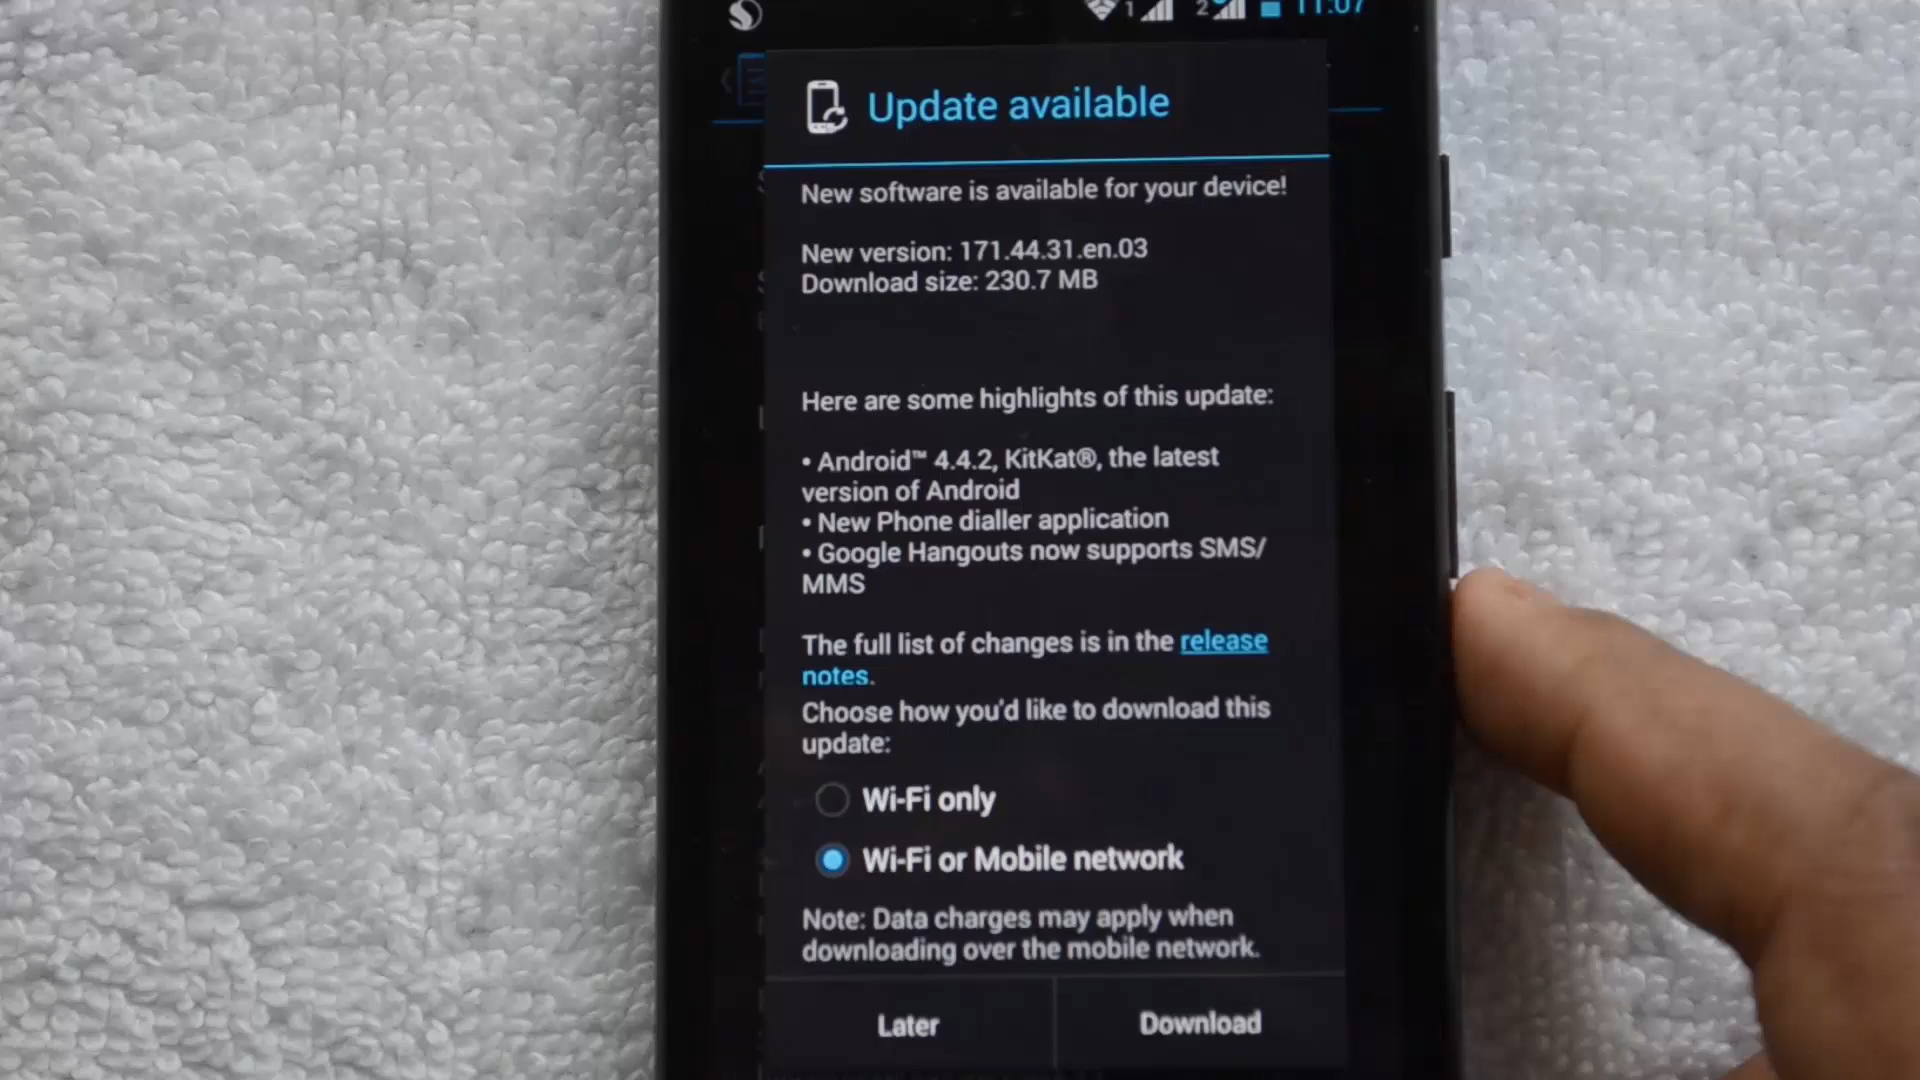 1 2 11:07
Update available
New software is available for your device!
New version: 171.44.31.en.03
Download size: 230.7 MB
Here are some highlights of this update:
• Android™ 4.4.2, KitKat®, the latest
version of Android
• New Phone dialler application
• Google Hangouts now supports SMS/
MMS
The full list of changes is in the release
notes.
Choose how you'd like to download this
update:
Wi-Fi only
Wi-Fi or Mobile network
Note: Data charges may apply when
downloading over the mobile network.
Later Download